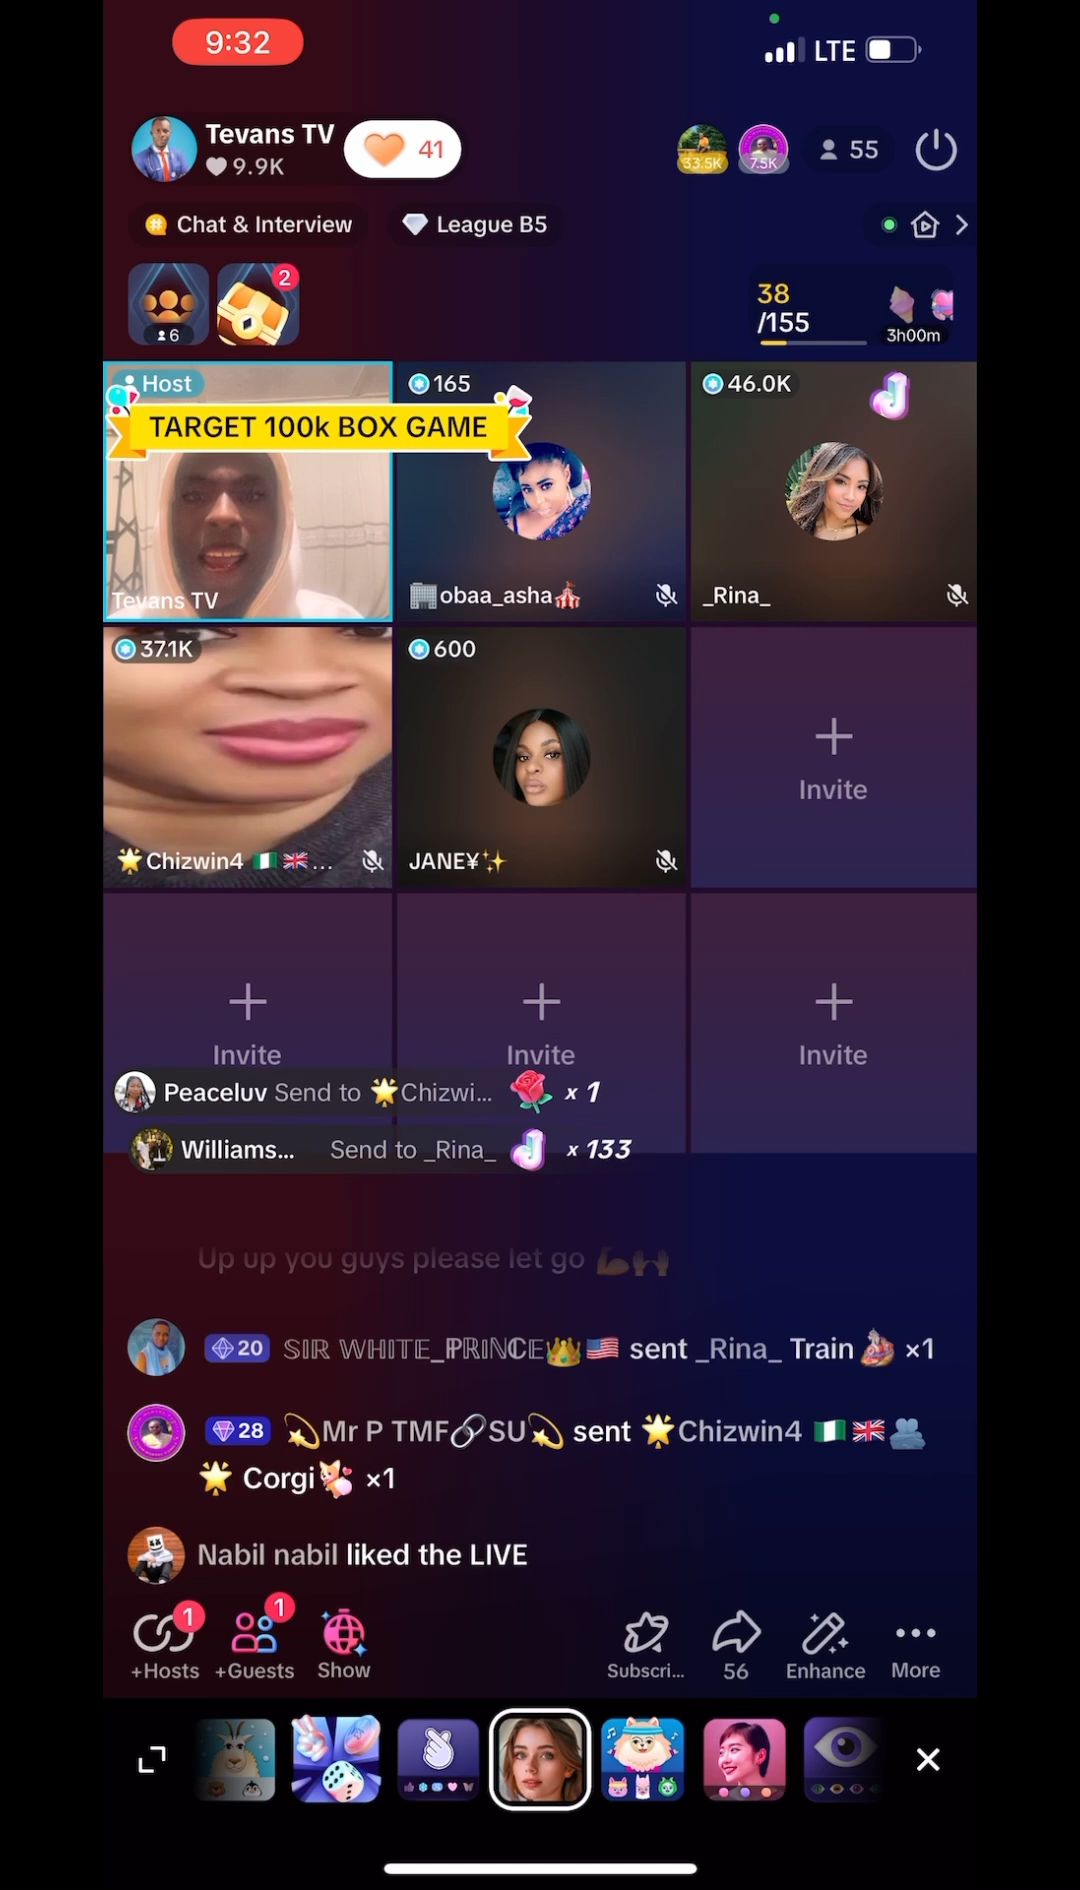 9:32
LTE
Tevans TV
9.9K
41
33.5K
7.5K
55
Chat & Interview
League B5
2
6
38
/155
3h00m
Host
165
46.0K
TARGET 100k BOX GAME
Tevans TV
obaa_asha
_Rina_
37.1K
600
Invite
Chizwin4 ...
JANE¥
Invite
Invite
Invite
Peaceluv Send to Chizwi... x 1
Williams... Send to _Rina_ x 133
Up up you guys please let go 💪🙌
20 SIR WHITE_PRINCE👑🇺🇸 sent _Rina_ Train ×1
28 💫Mr P TMF🔗SU💫 sent 🌟Chizwin4 🇳🇬🇬🇧🫂
🌟 Corgi ×1
Nabil nabil liked the LIVE
1
1
+Hosts
+Guests
Show
Subscri...
56
Enhance
More